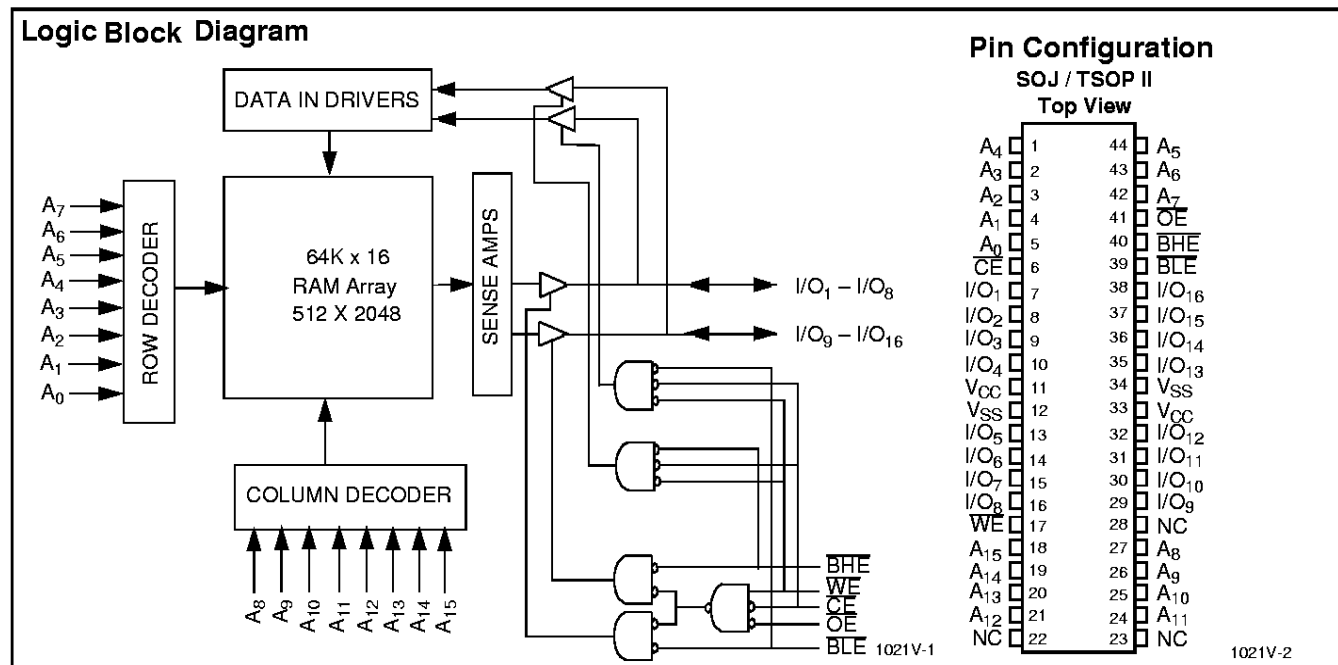 Logic Block Diagram
DATA IN DRIVERS
A7
A6
A5
A4
A3
A2
A1
A0
ROW DECODER
64K x 16
RAM Array
512 X 2048
SENSE AMPS
I/O1 – I/O8
I/O9 – I/O16
COLUMN DECODER
A8
A9
A10
A11
A12
A13
A14
A15
BHE
WE
CE
OE
BLE
1021V-1
Pin Configuration
SOJ / TSOP II
Top View
A4 1 44 A5
A3 2 43 A6
A2 3 42 A7
A1 4 41 OE
A0 5 40 BHE
CE 6 39 BLE
I/O1 7 38 I/O16
I/O2 8 37 I/O15
I/O3 9 36 I/O14
I/O4 10 35 I/O13
VCC 11 34 VSS
VSS 12 33 VCC
I/O5 13 32 I/O12
I/O6 14 31 I/O11
I/O7 15 30 I/O10
I/O8 16 29 I/O9
WE 17 28 NC
A15 18 27 A8
A14 19 26 A9
A13 20 25 A10
A12 21 24 A11
NC 22 23 NC
1021V-2